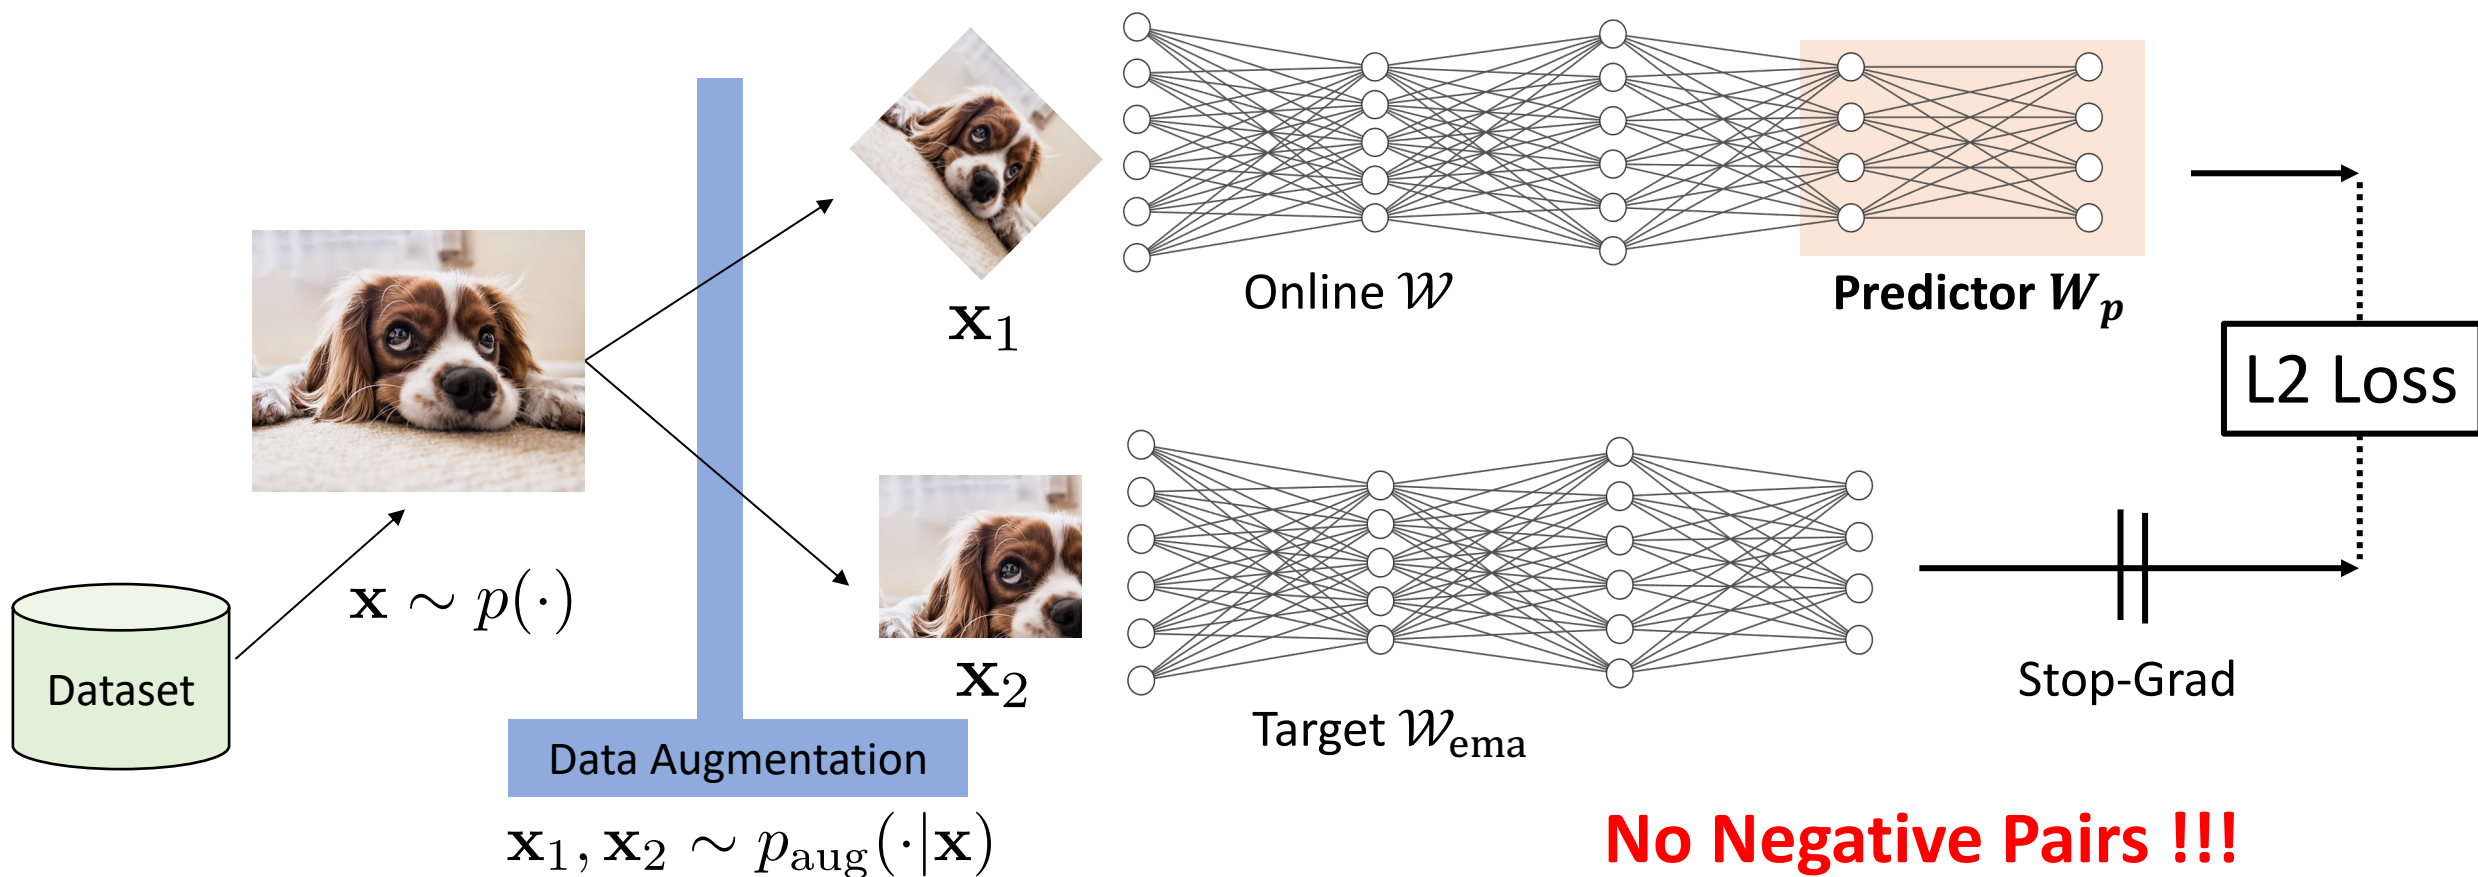 Dataset
𝐱 ∼ p(·)
Data Augmentation
𝐱₁, 𝐱₂ ∼ p_aug(·|𝐱)
𝐱₁
𝐱₂
Online 𝒲
Predictor W_p
Target 𝒲_ema
L2 Loss
Stop-Grad
No Negative Pairs !!!